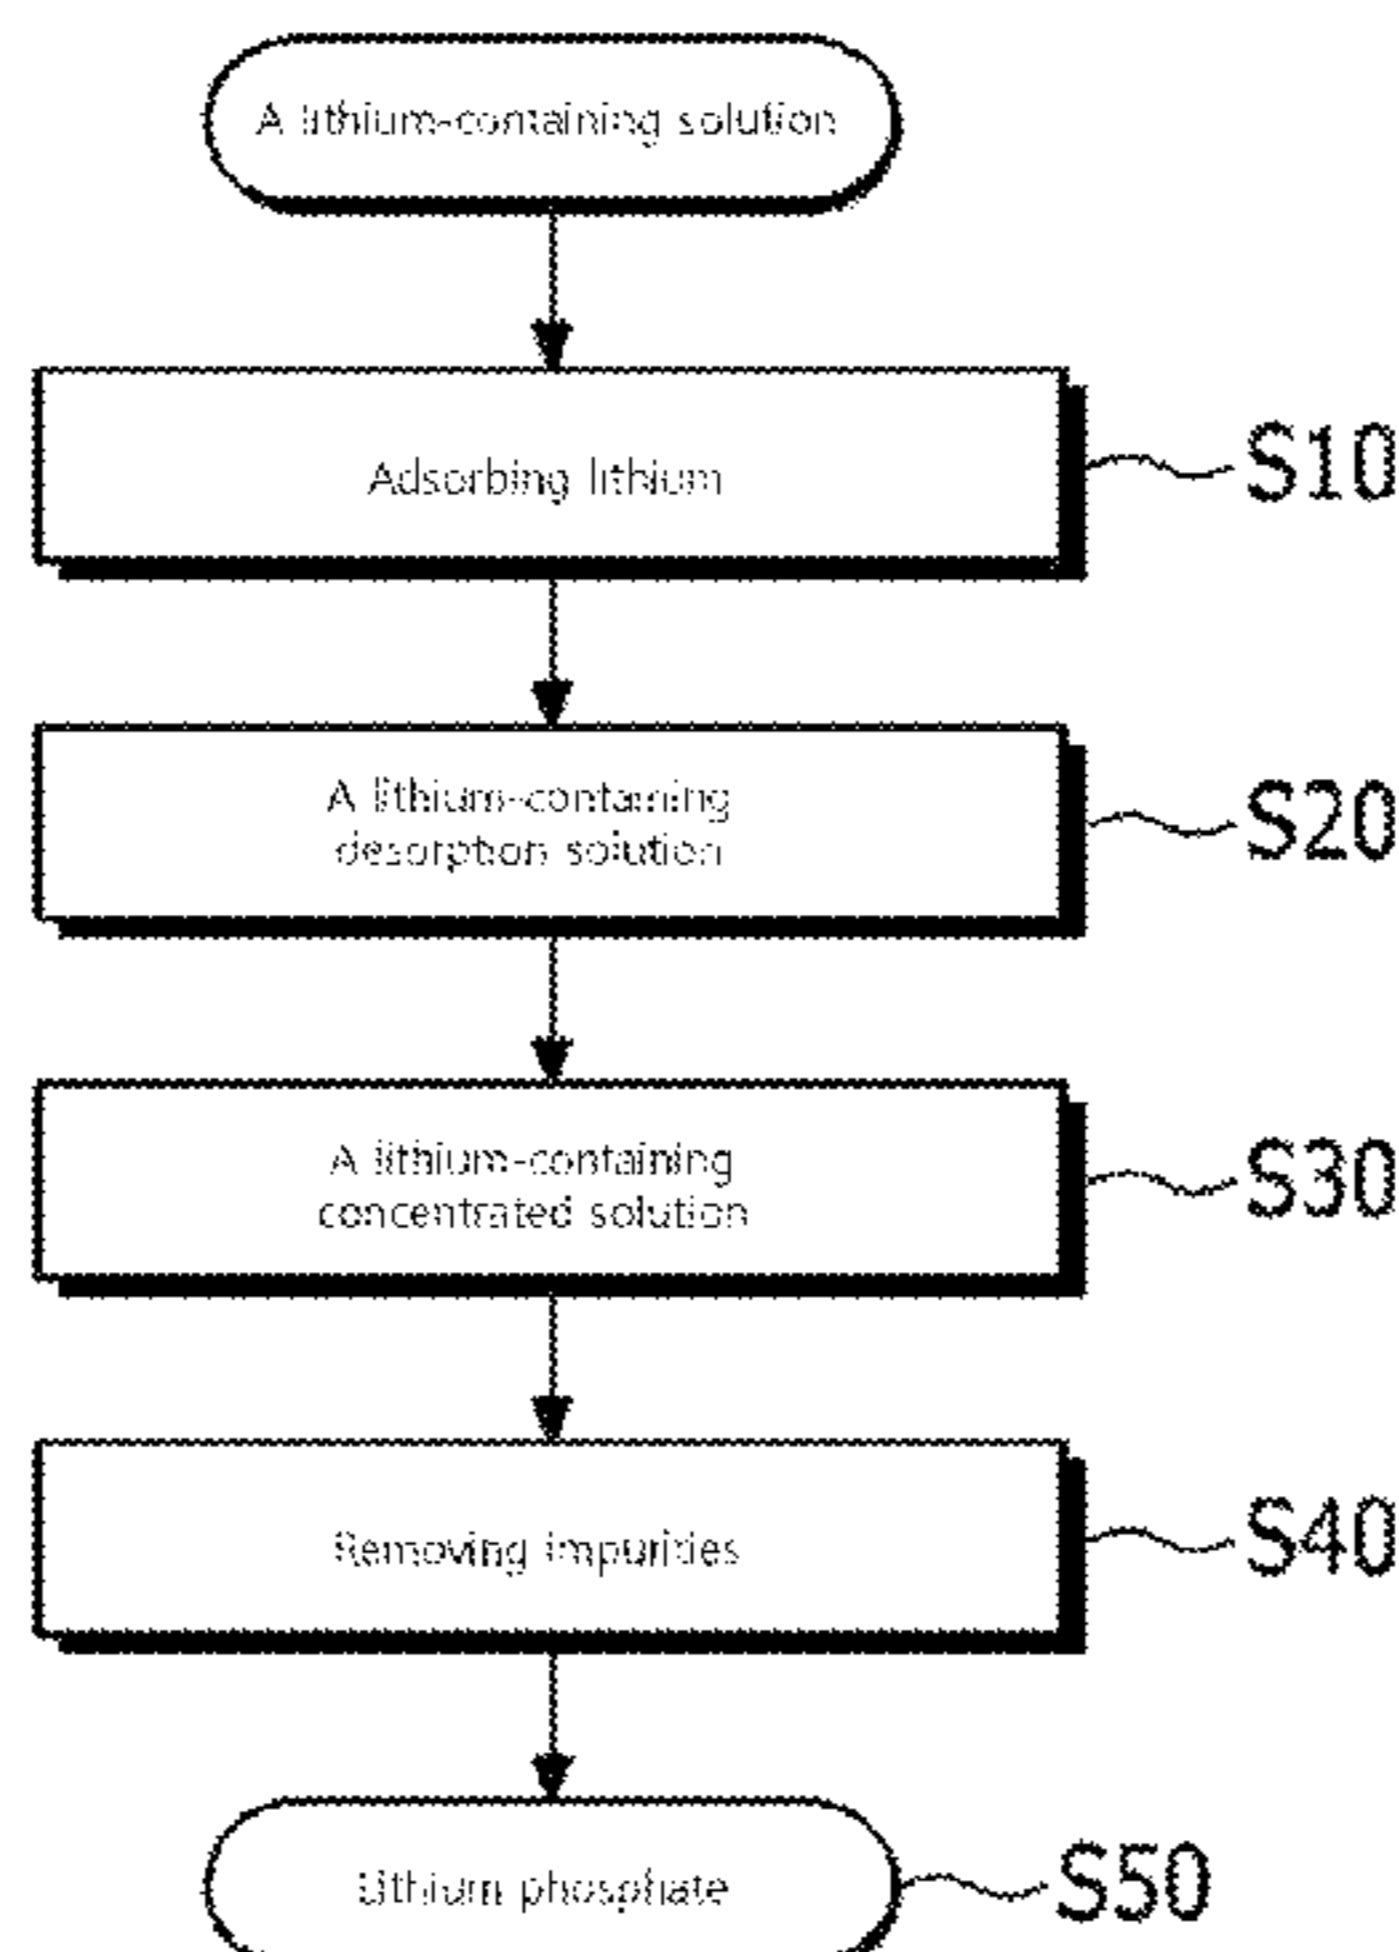 A lithium-containing solution
Adsorbing lithium
S10
A lithium-containing
desorption solution
S20
A lithium-containing
concentrated solution
S30
Removing impurities
S40
Lithium phosphate
S50